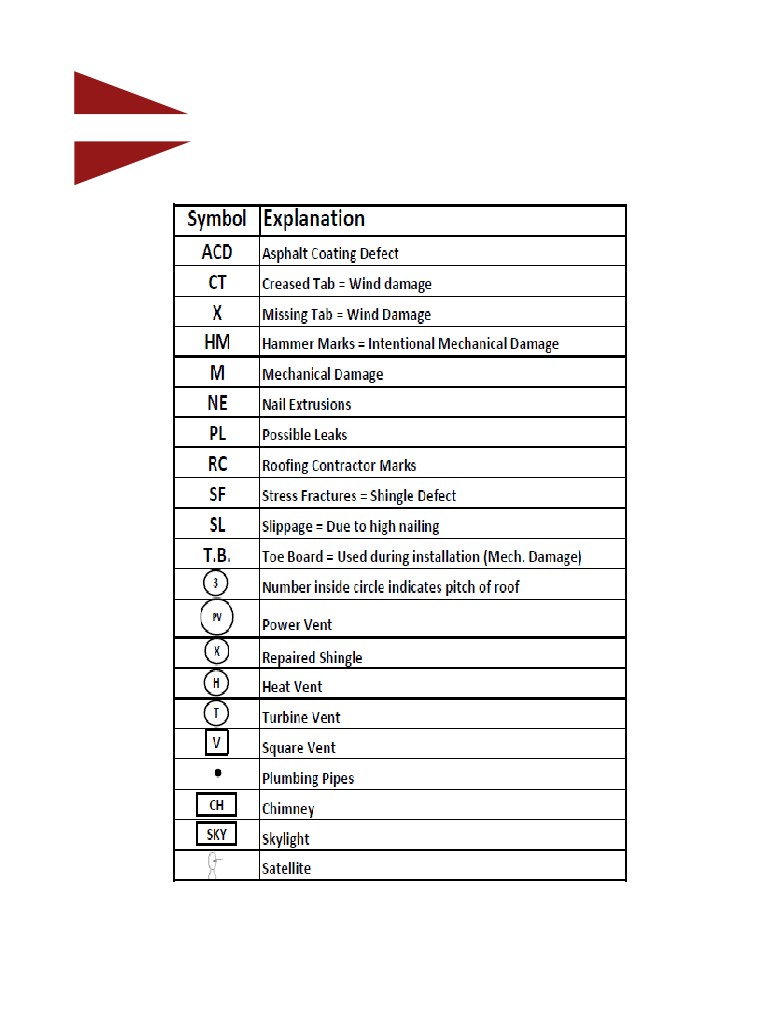 Symbol Explanation
ACD Asphalt Coating Defect
CT Creased Tab = Wind damage
X Missing Tab = Wind Damage
HM Hammer Marks = Intentional Mechanical Damage
M Mechanical Damage
NE Nail Extrusions
PL Possible Leaks
RC Roofing Contractor Marks
SF Stress Fractures = Shingle Defect
SL Slippage = Due to high nailing
T.B. Toe Board = Used during installation (Mech. Damage)
3 Number inside circle indicates pitch of roof
PV Power Vent
X Repaired Shingle
H Heat Vent
T Turbine Vent
V Square Vent
Plumbing Pipes
CH Chimney
SKY Skylight
Satellite